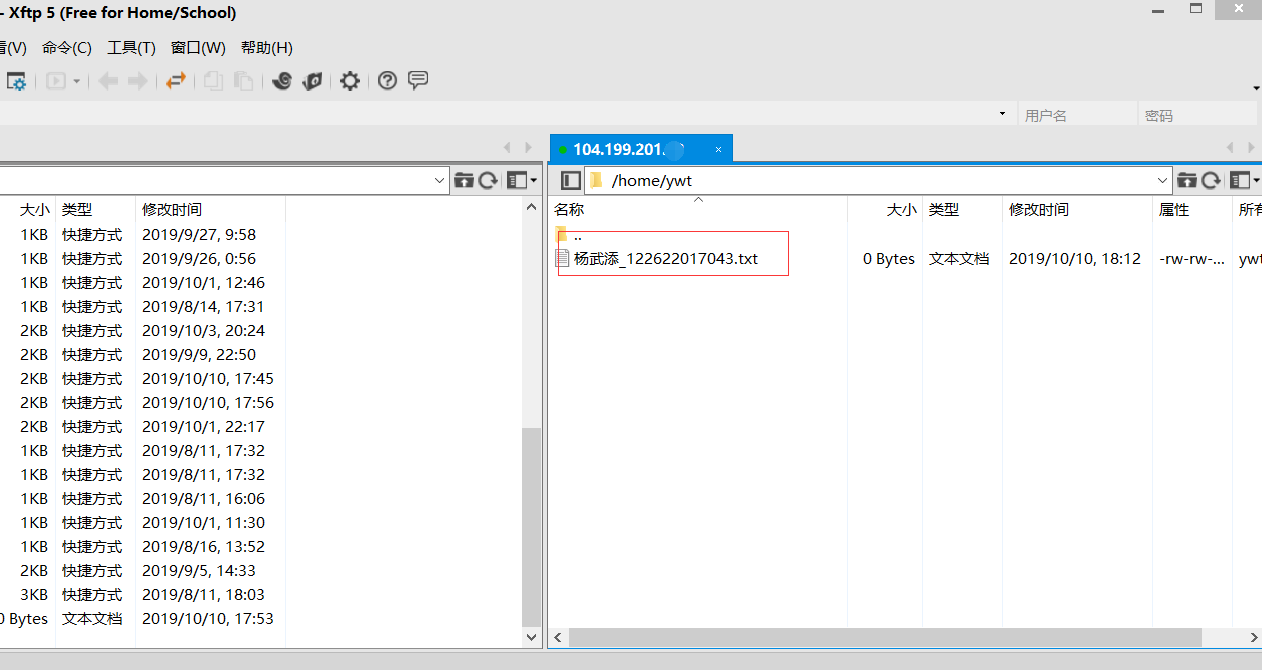 - Xftp 5 (Free for Home/School)
看(V) 命令(C) 工具(T) 窗口(W) 帮助(H)
用户名 密码
104.199.201.
/home/ywt
大小 类型 修改时间
1KB 快捷方式 2019/9/27, 9:58
1KB 快捷方式 2019/9/26, 0:56
1KB 快捷方式 2019/10/1, 12:46
1KB 快捷方式 2019/8/14, 17:31
2KB 快捷方式 2019/10/3, 20:24
2KB 快捷方式 2019/9/9, 22:50
2KB 快捷方式 2019/10/10, 17:45
2KB 快捷方式 2019/10/10, 17:56
2KB 快捷方式 2019/10/1, 22:17
1KB 快捷方式 2019/8/11, 17:32
1KB 快捷方式 2019/8/11, 17:32
1KB 快捷方式 2019/8/11, 16:06
1KB 快捷方式 2019/10/1, 11:30
1KB 快捷方式 2019/8/16, 13:52
2KB 快捷方式 2019/9/5, 14:33
3KB 快捷方式 2019/8/11, 18:03
0 Bytes 文本文档 2019/10/10, 17:53
名称 大小 类型 修改时间 属性 所有
..
杨武添_122622017043.txt 0 Bytes 文本文档 2019/10/10, 18:12 -rw-rw-... ywt